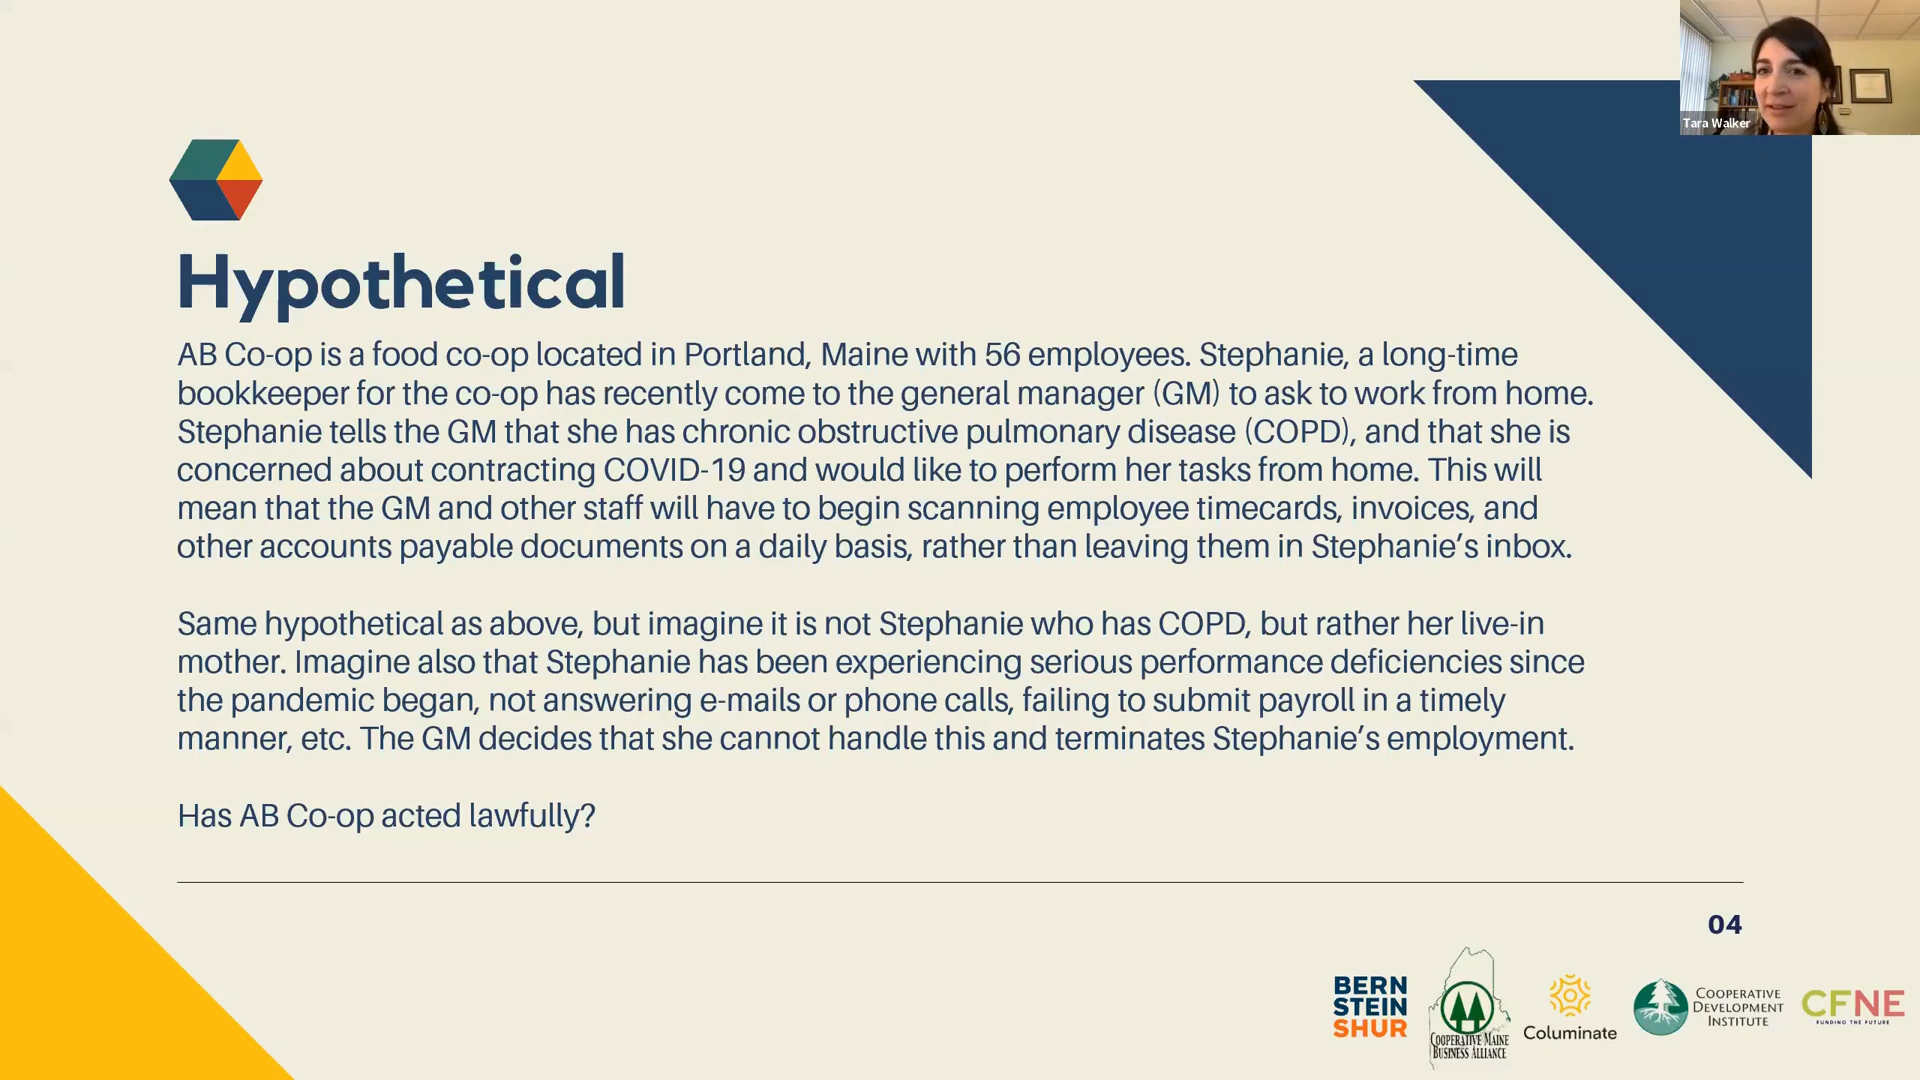 Tara Walker
Hypothetical
AB Co-op is a food co-op located in Portland, Maine with 56 employees. Stephanie, a long-time
bookkeeper for the co-op has recently come to the general manager (GM) to ask to work from home.
Stephanie tells the GM that she has chronic obstructive pulmonary disease (COPD), and that she is
concerned about contracting COVID-19 and would like to perform her tasks from home. This will
mean that the GM and other staff will have to begin scanning employee timecards, invoices, and
other accounts payable documents on a daily basis, rather than leaving them in Stephanie’s inbox.
Same hypothetical as above, but imagine it is not Stephanie who has COPD, but rather her live-in
mother. Imagine also that Stephanie has been experiencing serious performance deficiencies since
the pandemic began, not answering e-mails or phone calls, failing to submit payroll in a timely
manner, etc. The GM decides that she cannot handle this and terminates Stephanie’s employment.
Has AB Co-op acted lawfully?
04
BERN
STEIN
SHUR
COOPERATIVE MAINE
BUSINESS ALLIANCE
Columinate
COOPERATIVE
DEVELOPMENT
INSTITUTE
CFNE
FUNDING THE FUTURE